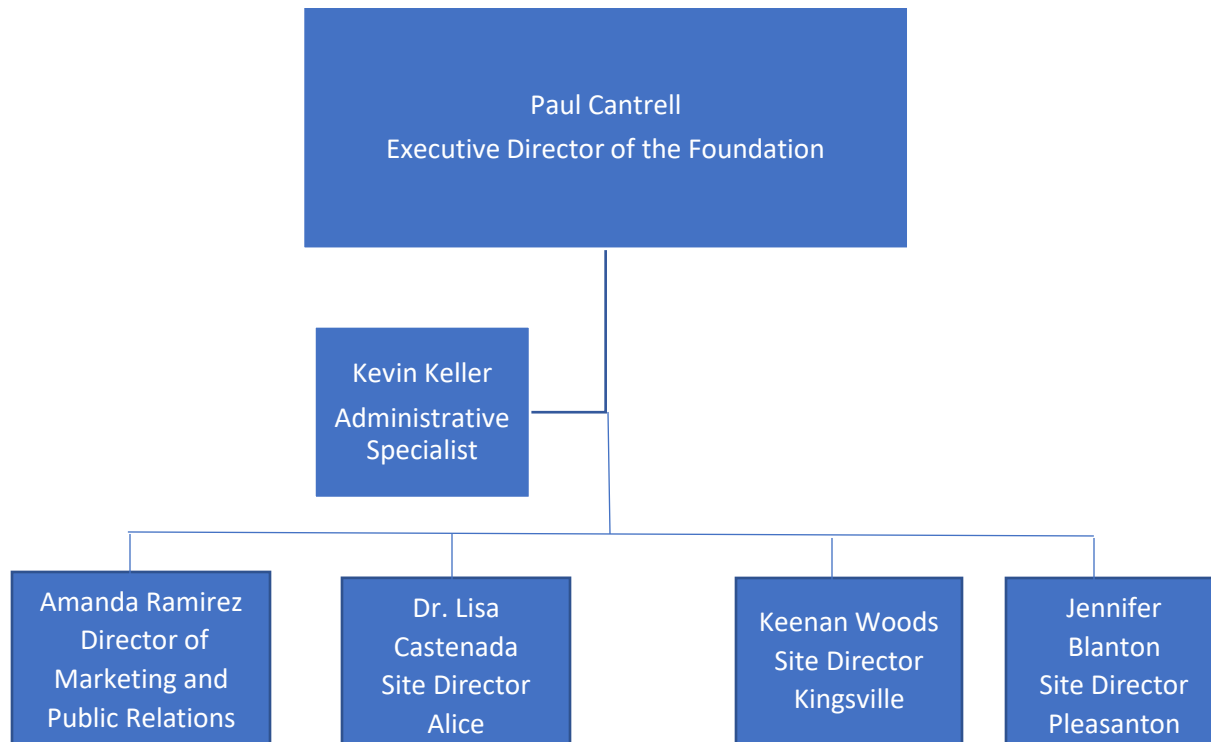 Paul Cantrell
Executive Director of the Foundation
Kevin Keller
Administrative
Specialist
Amanda Ramirez
Director of
Marketing and
Public Relations
Dr. Lisa
Castenada
Site Director
Alice
Keenan Woods
Site Director
Kingsville
Jennifer
Blanton
Site Director
Pleasanton